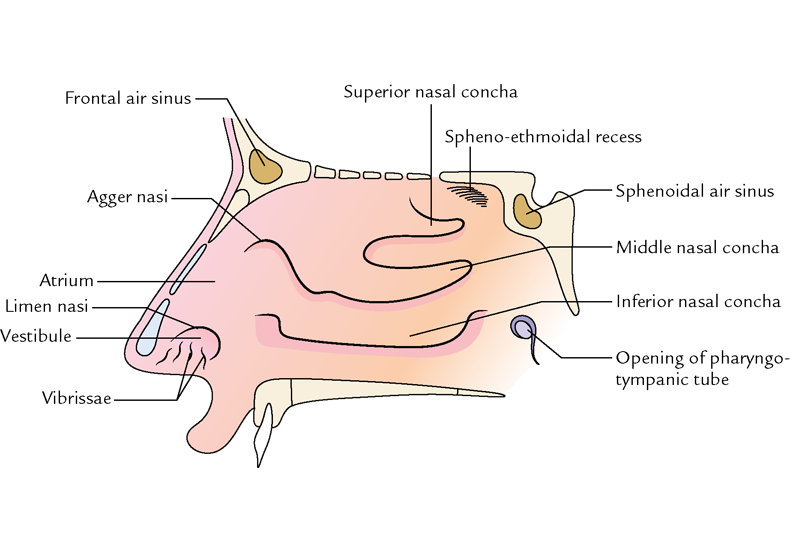 Superior nasal concha
Frontal air sinus
Spheno-ethmoidal recess
Agger nasi
Sphenoidal air sinus
Middle nasal concha
Atrium
Limen nasi
Inferior nasal concha
Vestibule
Opening of pharyngo-
tympanic tube
Vibrissae